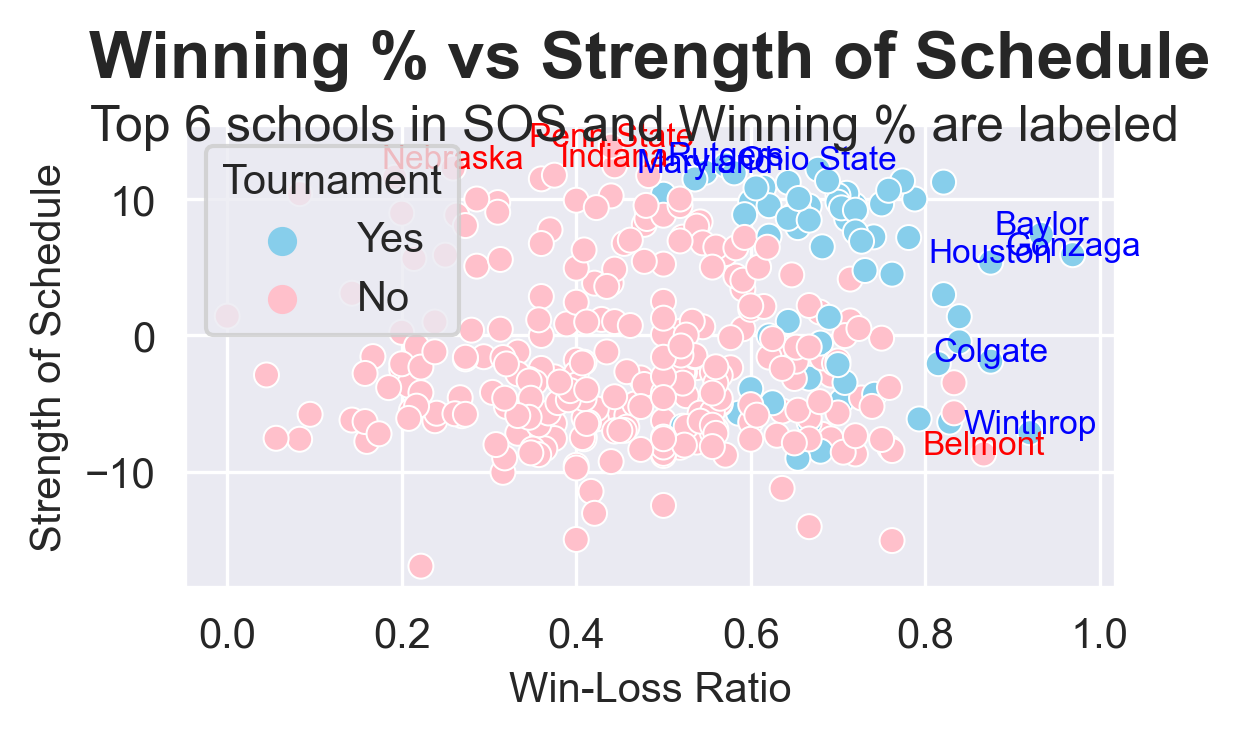 Winning % vs Strength of Schedule
Top 6 schools in SOS and Winning % are labeled
Penn State
Nebraska
Indiana
Maryland
Rutgers
Ohio State
Tournament
Yes
No
Baylor
Gonzaga
Houston
Colgate
Winthrop
Belmont
Strength of Schedule
10
0
−10
0.0 0.2 0.4 0.6 0.8 1.0
Win-Loss Ratio